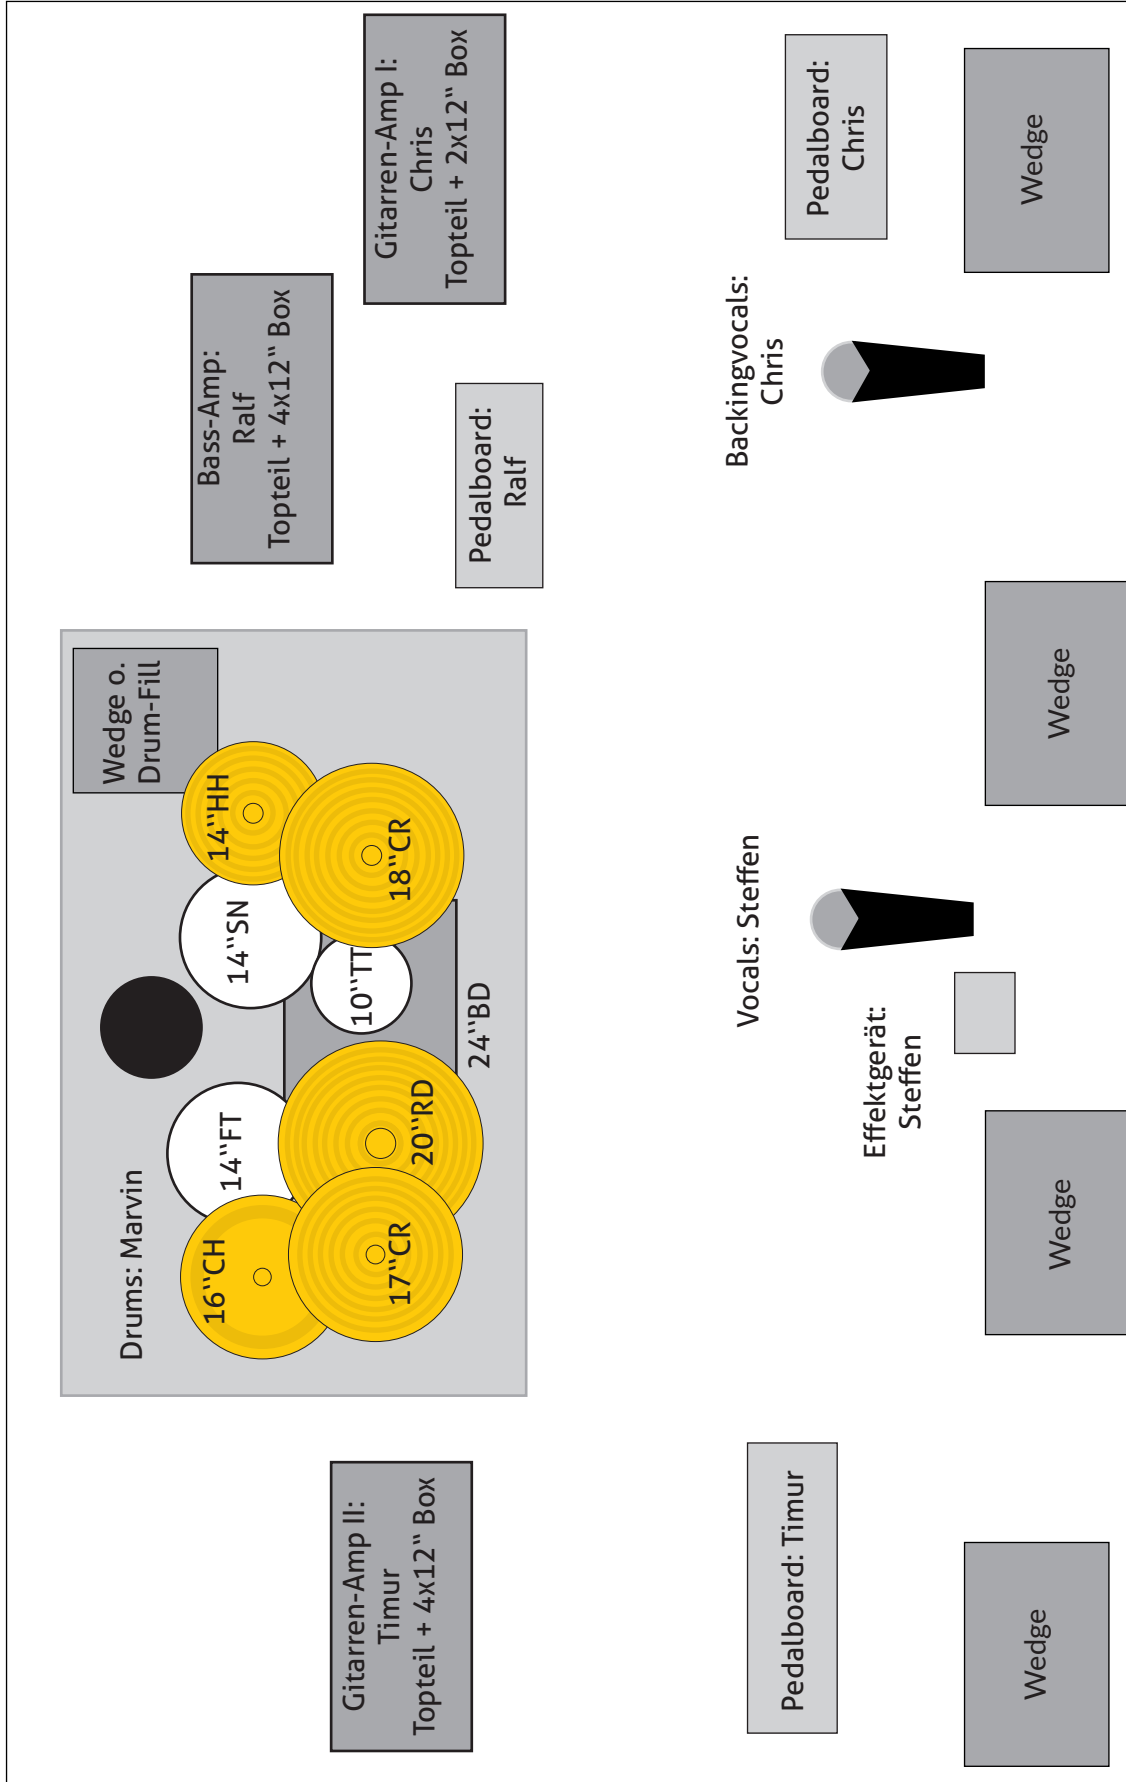 Drums: Marvin
Wedge o.
Drum-Fill
16"CH
14"FT
14"SN
14"HH
17"CR
20"RD
10"TT
18"CR
24"BD
Bass-Amp:
Ralf
Topteil + 4x12" Box
Gitarren-Amp II:
Timur
Topteil + 4x12" Box
Gitarren-Amp I:
Chris
Topteil + 2x12" Box
Pedalboard:
Ralf
Pedalboard: Timur
Vocals: Steffen
Effektgerät:
Steffen
Backingvocals:
Chris
Pedalboard:
Chris
Wedge
Wedge
Wedge
Wedge